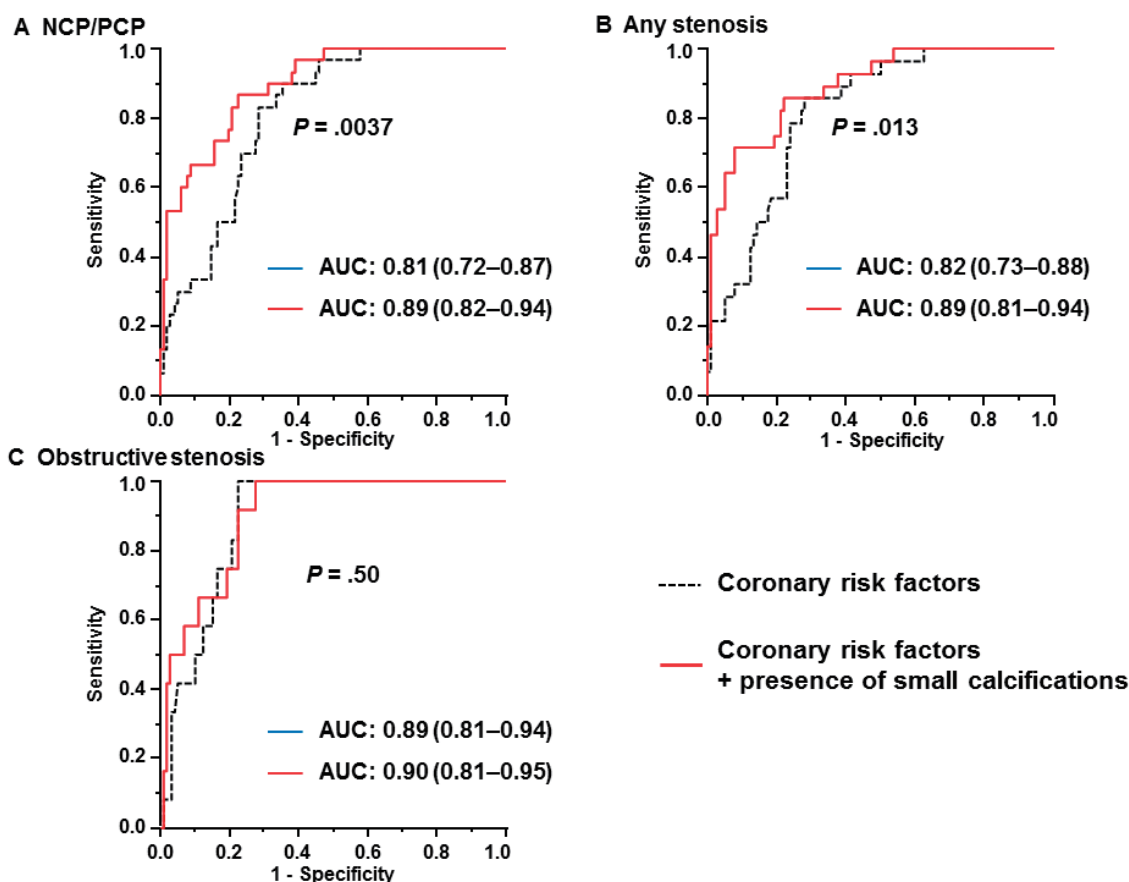 A NCP/PCP
1.0
0.8
0.6
0.4
0.2
0.0
Sensitivity
P = .0037
AUC: 0.81 (0.72–0.87)
AUC: 0.89 (0.82–0.94)
0.0 0.2 0.4 0.6 0.8 1.0
1 - Specificity
B Any stenosis
1.0
0.8
0.6
0.4
0.2
0.0
Sensitivity
P = .013
AUC: 0.82 (0.73–0.88)
AUC: 0.89 (0.81–0.94)
0.0 0.2 0.4 0.6 0.8 1.0
1 - Specificity
C Obstructive stenosis
1.0
0.8
0.6
0.4
0.2
0.0
Sensitivity
P = .50
AUC: 0.89 (0.81–0.94)
AUC: 0.90 (0.81–0.95)
0.0 0.2 0.4 0.6 0.8 1.0
1 - Specificity
Coronary risk factors
Coronary risk factors
+ presence of small calcifications